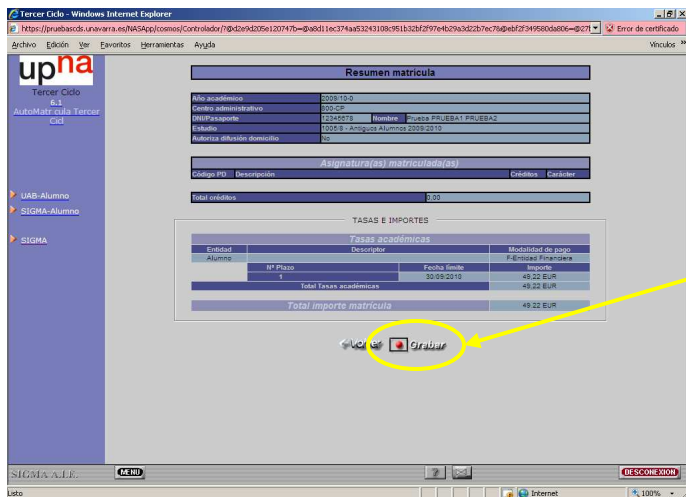 Tercer Ciclo - Windows Internet Explorer
Error de certificado
Archivo Edición Ver Favoritos Herramientas Ayuda Vínculos »
upna
Tercer Ciclo
6.1
AutoMatrícula Tercer
Cicl
UAB-Alumno
SIGMA-Alumno
SIGMA
Resumen matrícula
Año académico 2009/10-0
Centro administrativo 800-CP
DNI/Pasaporte 12345678 Nombre Prueba PRUEBA1 PRUEBA2
Estudio 1005/8 - Antiguos Alumnos 2009/2010
Autoriza difusión domicilio No
Asignatura(as) matriculada(as)
Código PD Descripción Créditos Carácter
Total créditos 0,00
TASAS E IMPORTES
Tasas académicas
Entidad Descriptor Modalidad de pago
Alumno F-Entidad Financiera
Nº Plazo Fecha límite Importe
1 30/09/2010 49,22 EUR
Total Tasas académicas 49,22 EUR
Total importe matrícula 49,22 EUR
Volver Grabar
SIGMA A.I.E. MENU ? DESCONEXION
Listo Internet 100%